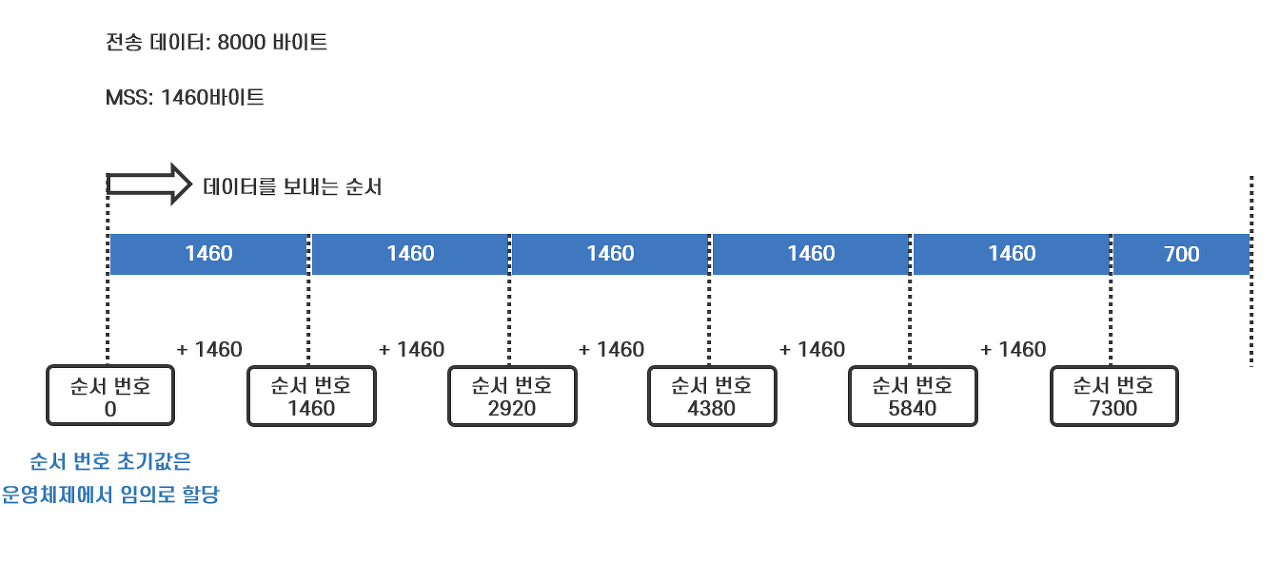 전송 데이터: 8000 바이트
MSS: 1460바이트
데이터를 보내는 순서
1460 1460 1460 1460 1460 700
+ 1460 + 1460 + 1460 + 1460 + 1460
순서 번호 순서 번호 순서 번호 순서 번호 순서 번호 순서 번호
0 1460 2920 4380 5840 7300
순서 번호 초기값은
운영체제에서 임의로 할당